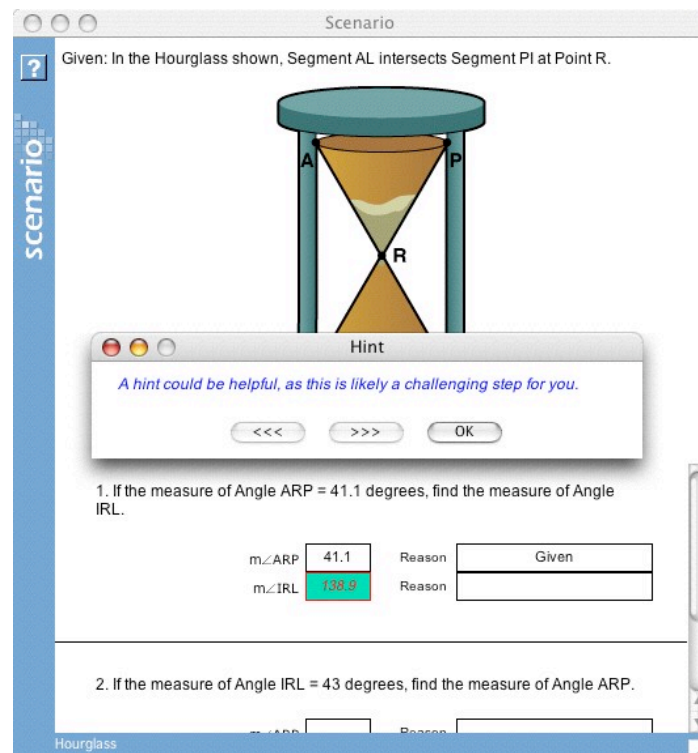 Scenario
?
scenario
Given: In the Hourglass shown, Segment AL intersects Segment PI at Point R.
A
P
R
Hint
A hint could be helpful, as this is likely a challenging step for you.
<<<
>>>
OK
1. If the measure of Angle ARP = 41.1 degrees, find the measure of Angle
IRL.
m∠ARP 41.1 Reason Given
m∠IRL 138.9 Reason
2. If the measure of Angle IRL = 43 degrees, find the measure of Angle ARP.
m∠ARP Reason
Hourglass